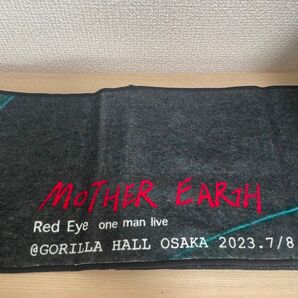 MOTHER EARTH
Red Eye one man live
@GORILLA HALL OSAKA 2023.7/8